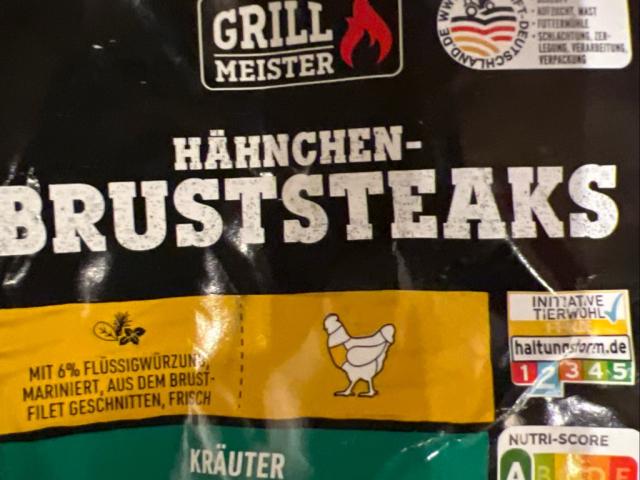 GRILL
MEISTER
AUFZUCHT, MAST
FUTTERMÜHLE
SCHLACHTUNG, ZER-
LEGUNG, VERARBEITUNG,
VERPACKUNG
HÄHNCHEN-
BRUSTSTEAKS
MIT 6% FLÜSSIGWÜRZUNG,
MARINIERT, AUS DEM BRUST-
FILET GESCHNITTEN, FRISCH
KRÄUTER
INITIATIVE
TIERWOHL
haltungsform.de
1 2 3 4 5
NUTRI-SCORE
A B C D E